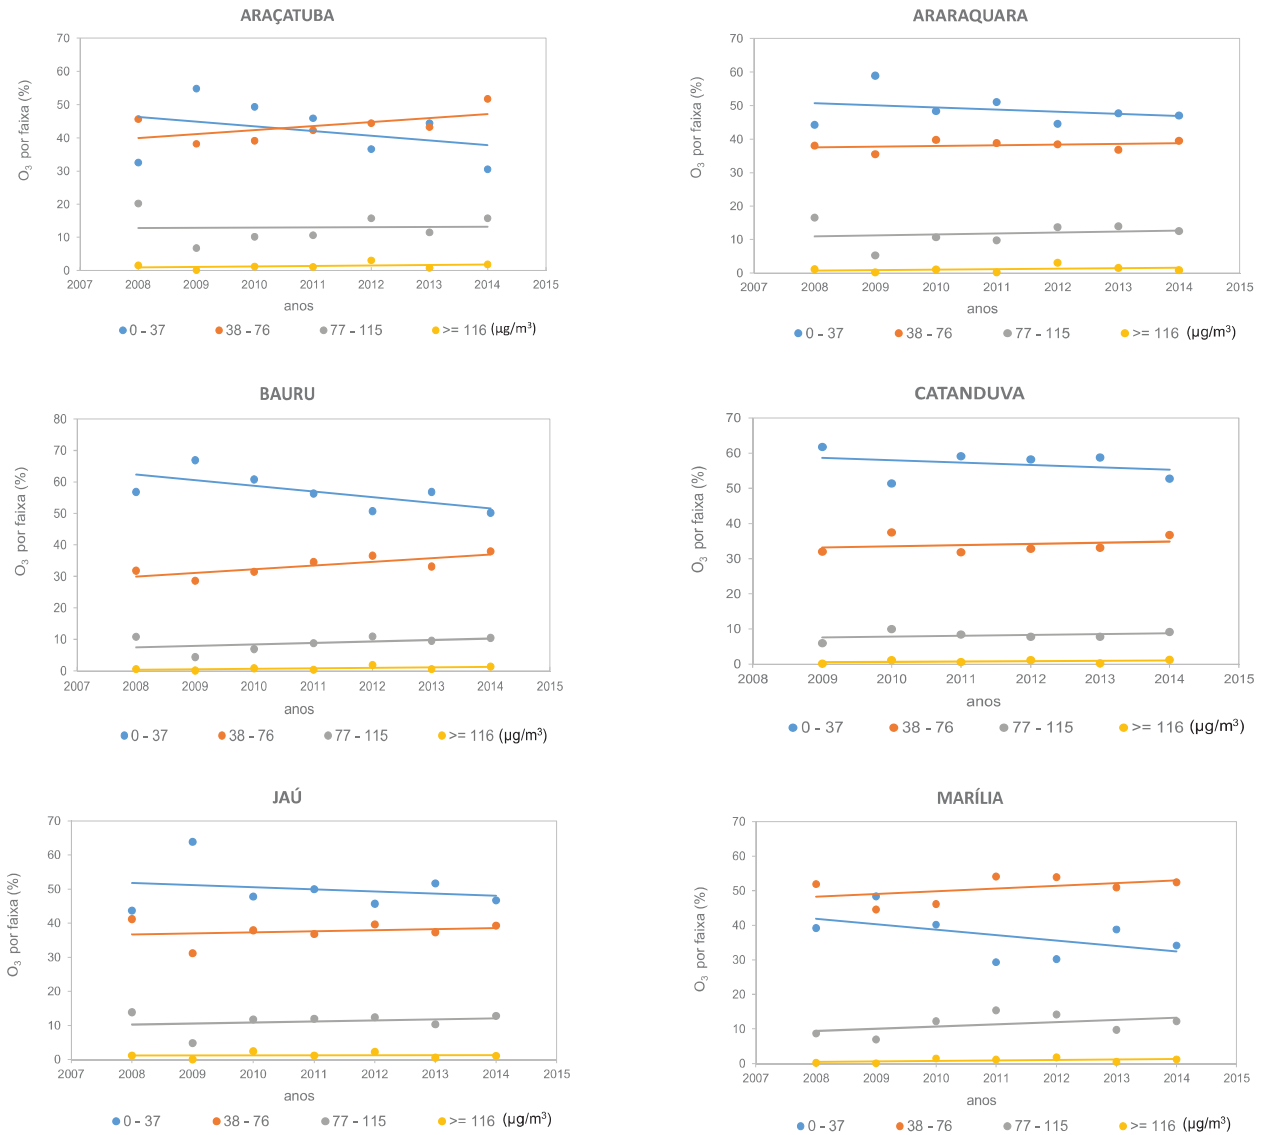 ARAÇATUBA
O3 por faixa (%)
70
60
50
40
30
20
10
0
2007 2008 2009 2010 2011 2012 2013 2014 2015
anos
0 - 37 38 - 76 77 - 115 >= 116 (µg/m³)
ARARAQUARA
O3 por faixa (%)
70
60
50
40
30
20
10
0
2007 2008 2009 2010 2011 2012 2013 2014 2015
anos
0 - 37 38 - 76 77 - 115 >= 116 (µg/m³)
BAURU
O3 por faixa (%)
80
70
60
50
40
30
20
10
0
2007 2008 2009 2010 2011 2012 2013 2014 2015
anos
0 - 37 38 - 76 77 - 115 >= 116 (µg/m³)
CATANDUVA
O3 por faixa (%)
70
60
50
40
30
20
10
0
2008 2009 2010 2011 2012 2013 2014 2015
anos
0 - 37 38 - 76 77 - 115 >= 116 (µg/m³)
JAÚ
O3 por faixa (%)
70
60
50
40
30
20
10
0
2007 2008 2009 2010 2011 2012 2013 2014 2015
anos
0 - 37 38 - 76 77 - 115 >= 116 (µg/m³)
MARÍLIA
O3 por faixa (%)
70
60
50
40
30
20
10
0
2007 2008 2009 2010 2011 2012 2013 2014 2015
anos
0 - 37 38 - 76 77 - 115 >= 116 (µg/m³)